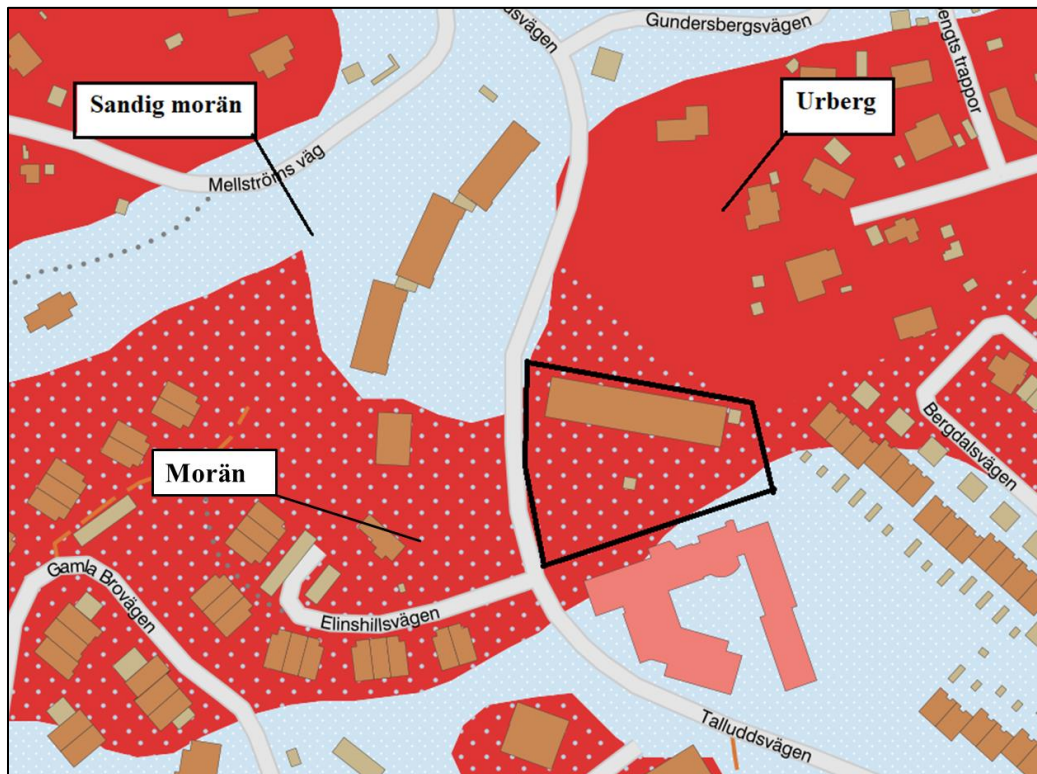 Gundersbergsvägen
Sandig morän
Urberg
Mellströms väg
Morän
Bergdalsvägen
Gamla Brovägen
Elinshillsvägen
Talluddsvägen